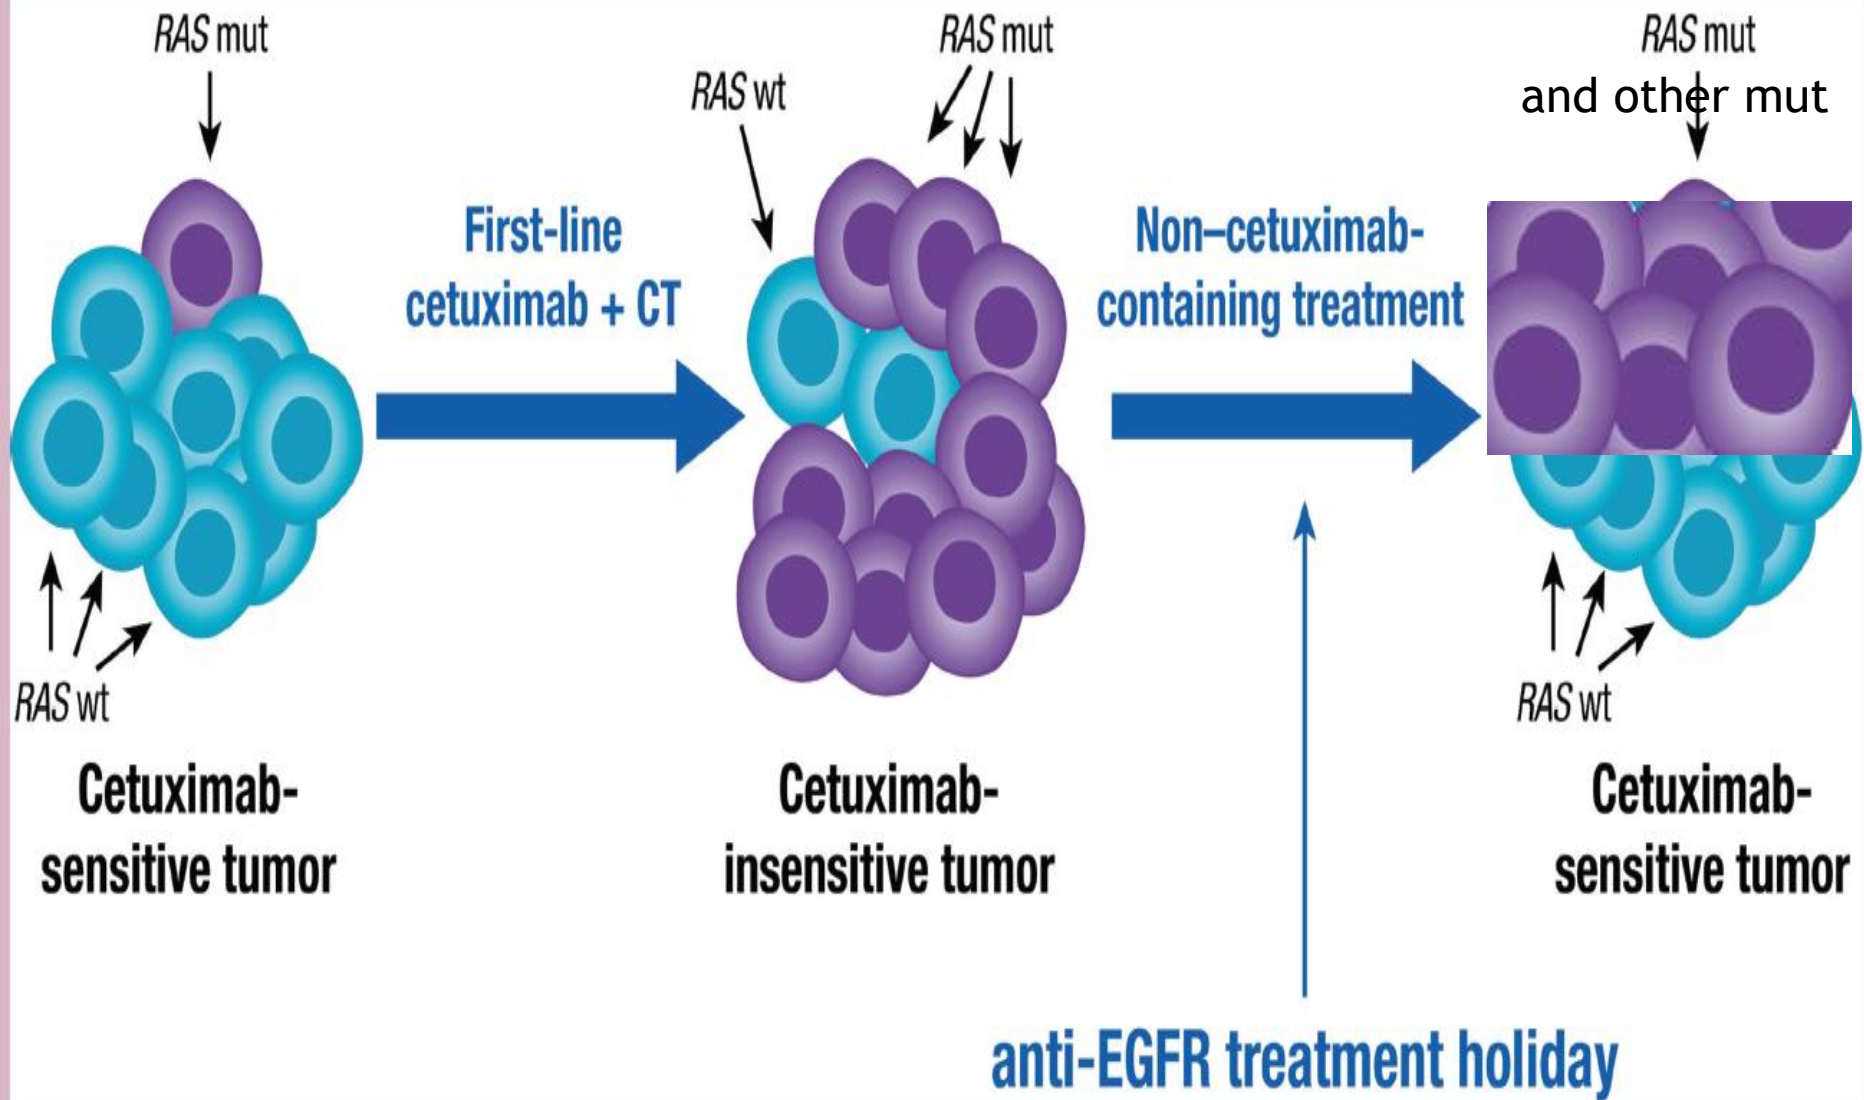 RAS mut
RAS wt
Cetuximab-
sensitive tumor
First-line
cetuximab + CT
RAS wt
RAS mut
Cetuximab-
insensitive tumor
Non–cetuximab-
containing treatment
anti-EGFR treatment holiday
RAS mut
and other mut
RAS wt
Cetuximab-
sensitive tumor